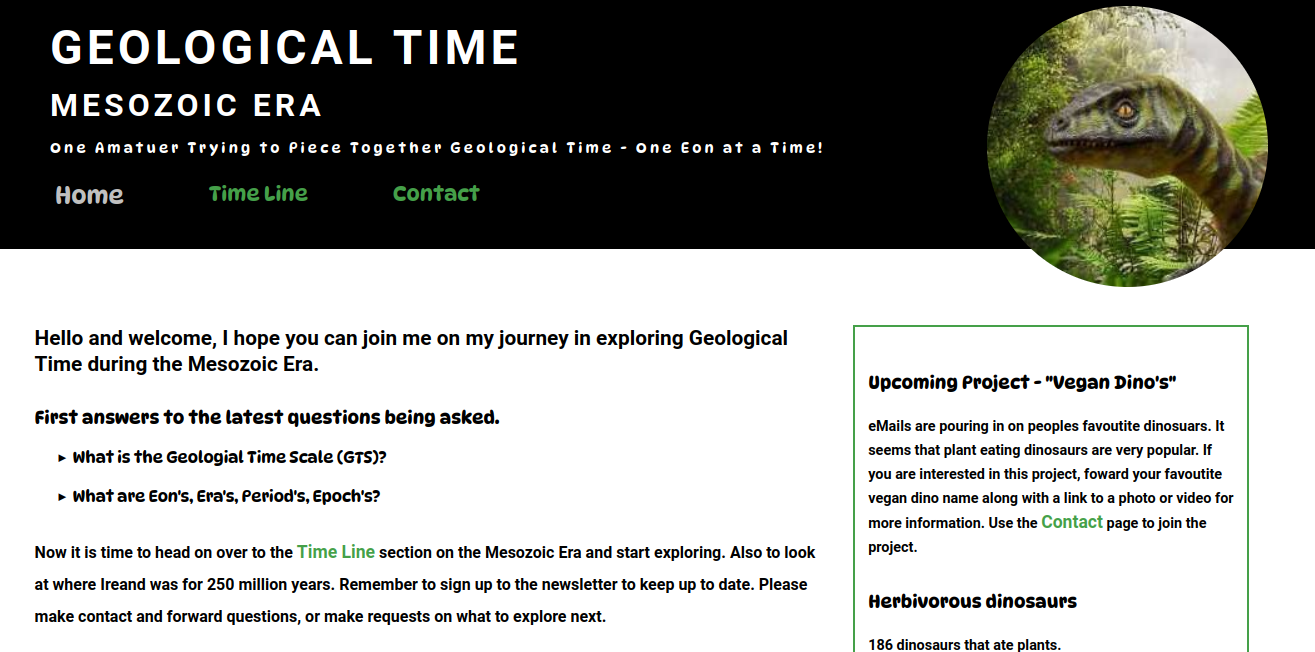 GEOLOGICAL TIME
MESOZOIC ERA
One Amatuer Trying to Piece Together Geological Time - One Eon at a Time!
Home Time Line Contact
Hello and welcome, I hope you can join me on my journey in exploring Geological
Time during the Mesozoic Era.
First answers to the latest questions being asked.
▸ What is the Geologial Time Scale (GTS)?
▸ What are Eon's, Era's, Period's, Epoch's?
Now it is time to head on over to the Time Line section on the Mesozoic Era and start exploring. Also to look
at where Ireand was for 250 million years. Remember to sign up to the newsletter to keep up to date. Please
make contact and forward questions, or make requests on what to explore next.
Upcoming Project - "Vegan Dino's"
eMails are pouring in on peoples favoutite dinosuars. It
seems that plant eating dinosaurs are very popular. If
you are interested in this project, foward your favoutite
vegan dino name along with a link to a photo or video for
more information. Use the Contact page to join the
project.
Herbivorous dinosaurs
186 dinosaurs that ate plants.